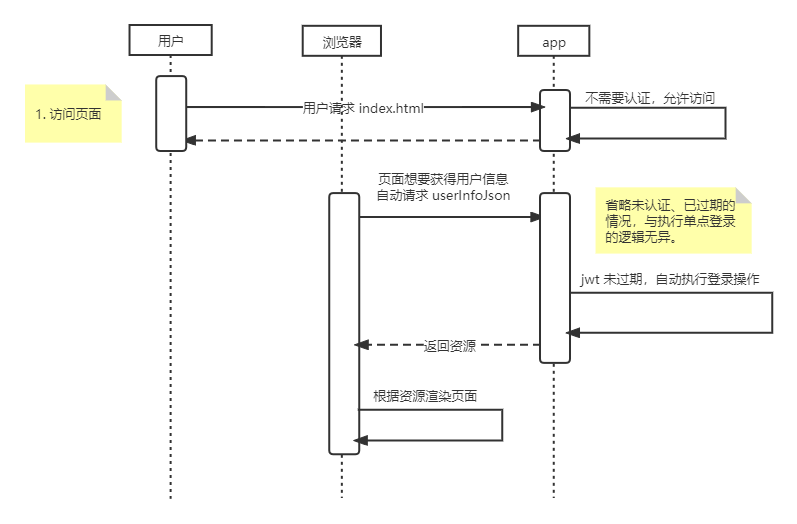 用户
浏览器
app
1. 访问页面
用户请求 index.html
不需要认证，允许访问
页面想要获得用户信息
自动请求 userInfoJson
省略未认证、已过期的
情况，与执行单点登录
的逻辑无异。
jwt 未过期，自动执行登录操作
返回资源
根据资源渲染页面